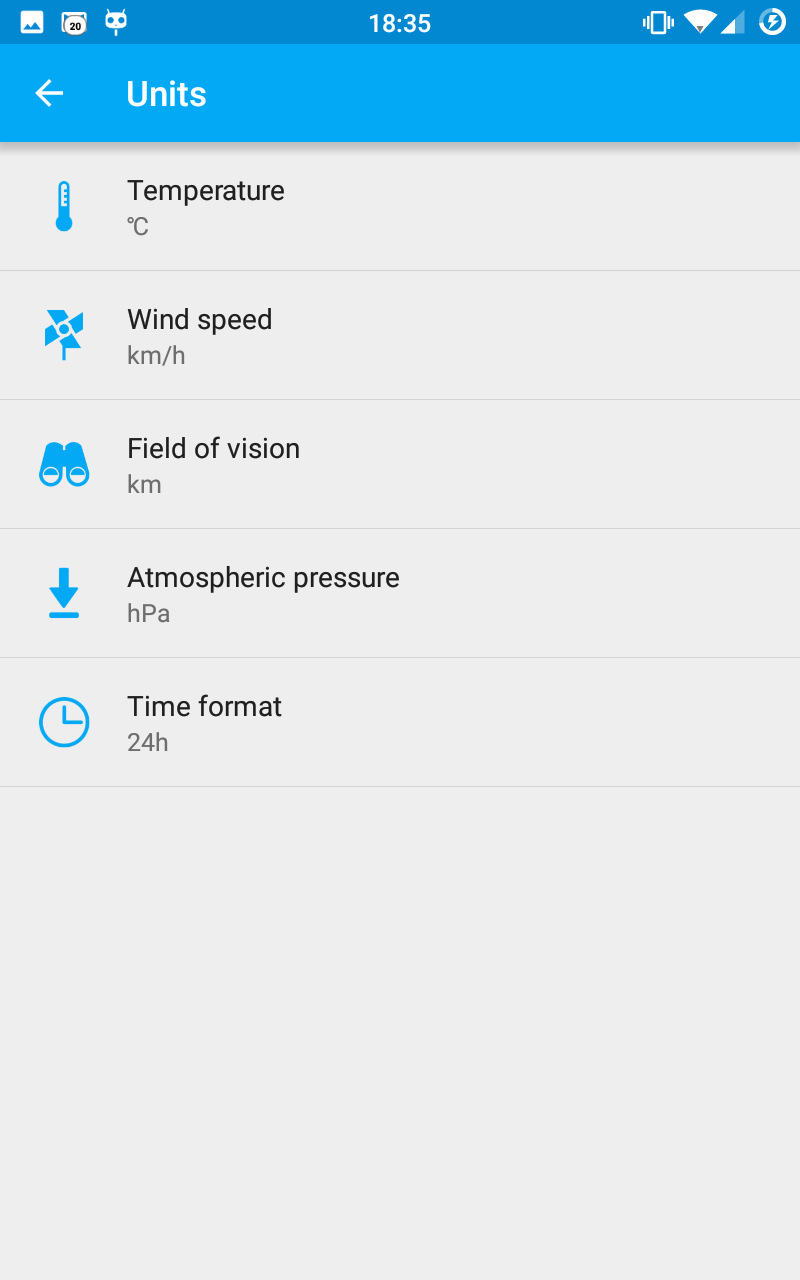 20
18:35
Units
Temperature
℃
Wind speed
km/h
Field of vision
km
Atmospheric pressure
hPa
Time format
24h